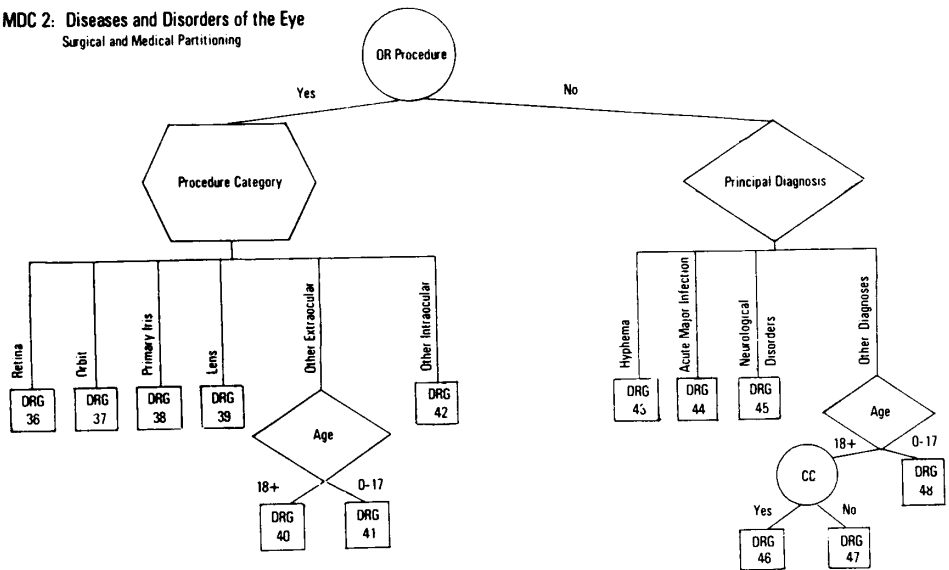 MDC 2: Diseases and Disorders of the Eye
Surgical and Medical Partitioning
OR Procedure
Yes
No
Procedure Category
Principal Diagnosis
Retina
Orbit
Primary Iris
Lens
Other Extraocular
Other Intraocular
Hyphema
Acute Major Infection
Neurological
Disorders
Other Diagnoses
DRG
36
DRG
37
DRG
38
DRG
39
DRG
42
DRG
43
DRG
44
DRG
45
Age
Age
18+
0-17
18+
0-17
DRG
40
DRG
41
CC
DRG
48
Yes
No
DRG
46
DRG
47